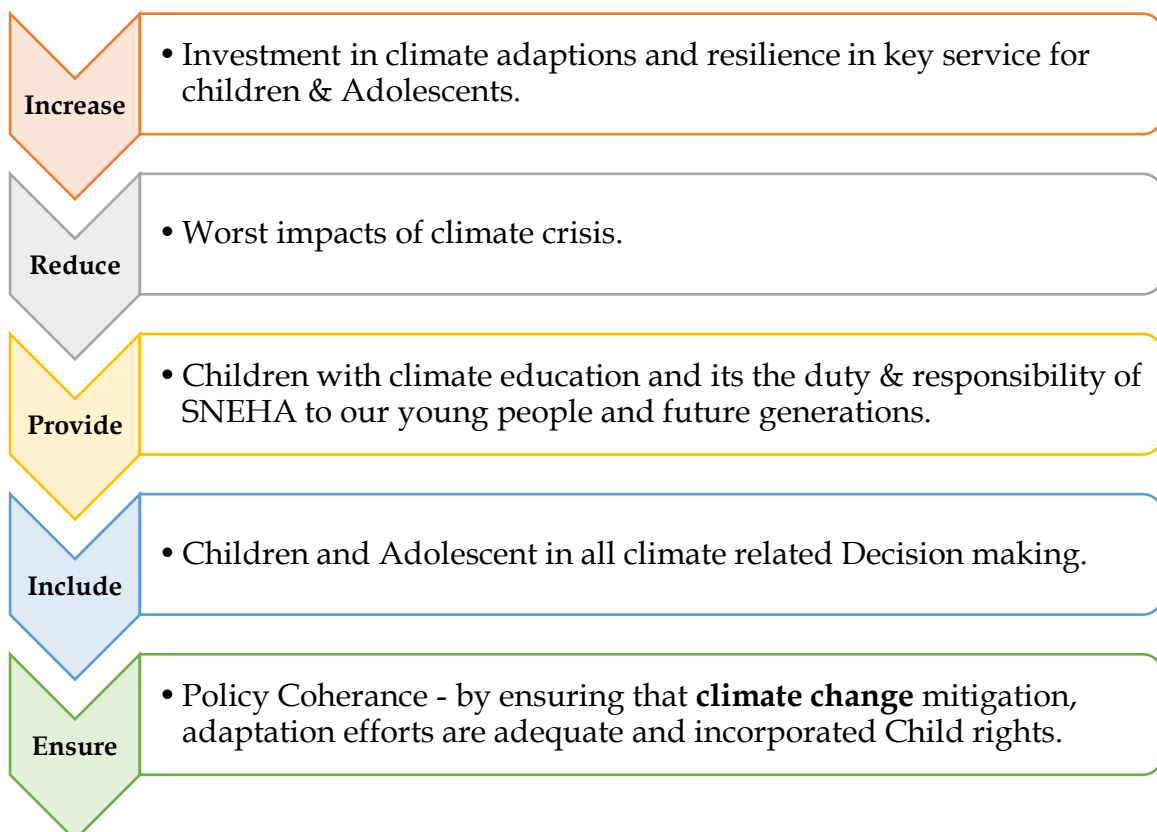 Increase
• Investment in climate adaptions and resilience in key service for
children & Adolescents.
Reduce
• Worst impacts of climate crisis.
Provide
• Children with climate education and its the duty & responsibility of
SNEHA to our young people and future generations.
Include
• Children and Adolescent in all climate related Decision making.
Ensure
• Policy Coherance - by ensuring that climate change mitigation,
adaptation efforts are adequate and incorporated Child rights.